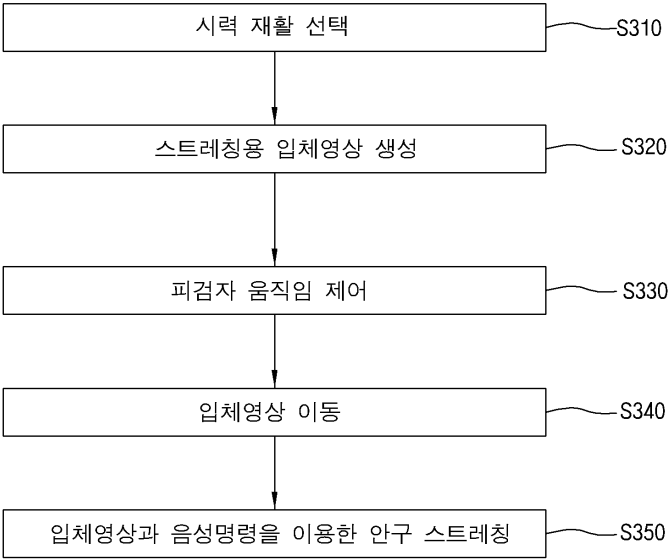 시력 재활 선택
S310
스트레칭용 입체영상 생성
S320
피검자 움직임 제어
S330
입체영상 이동
S340
입체영상과 음성명령을 이용한 안구 스트레칭
S350